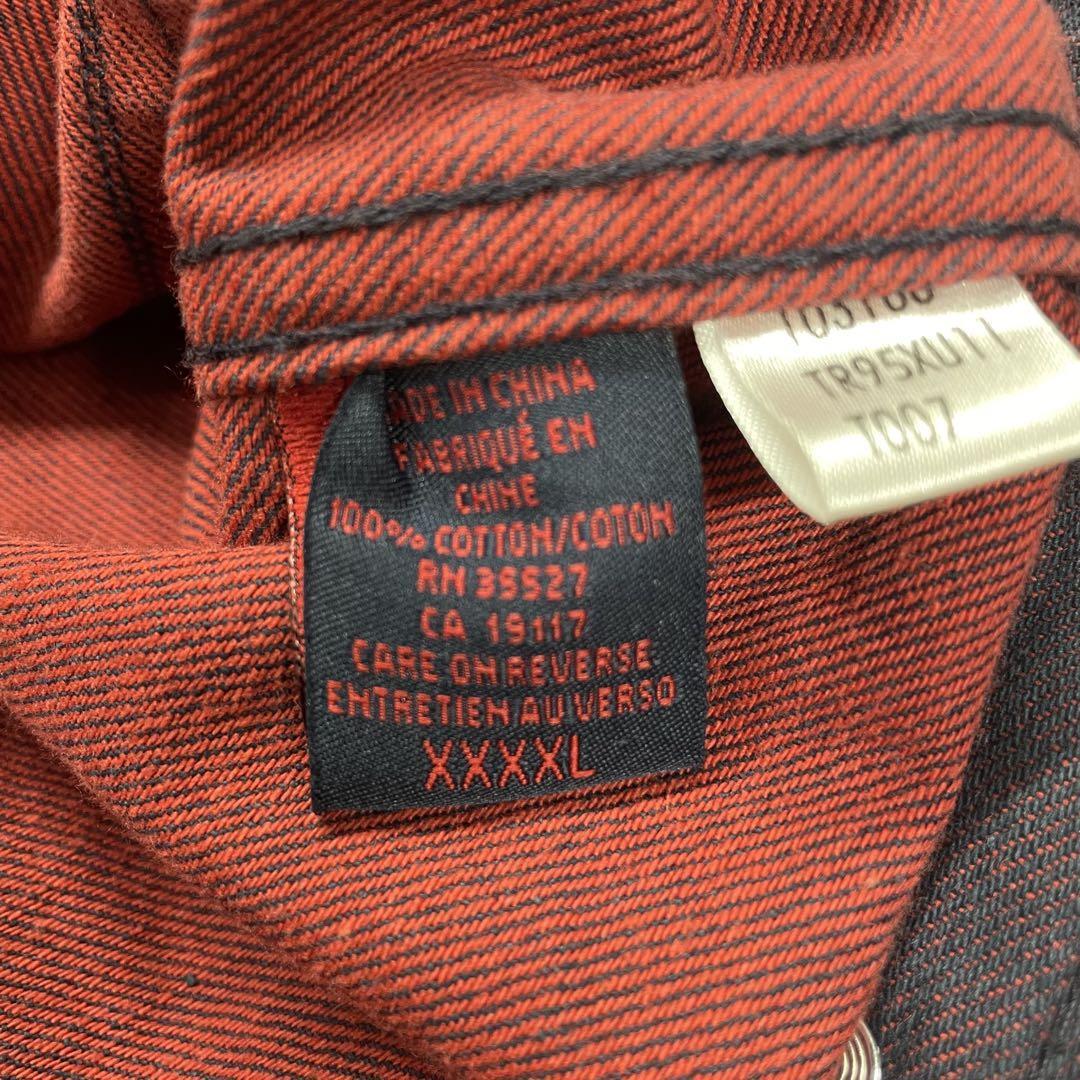 MADE IN CHINA
FABRIQUÉ EN
CHINE
100% COTTON/COTON
RN 35527
CA 19117
CARE ON REVERSE
ENTRETIEN AU VERSO
XXXXL
TR95XU11
T007